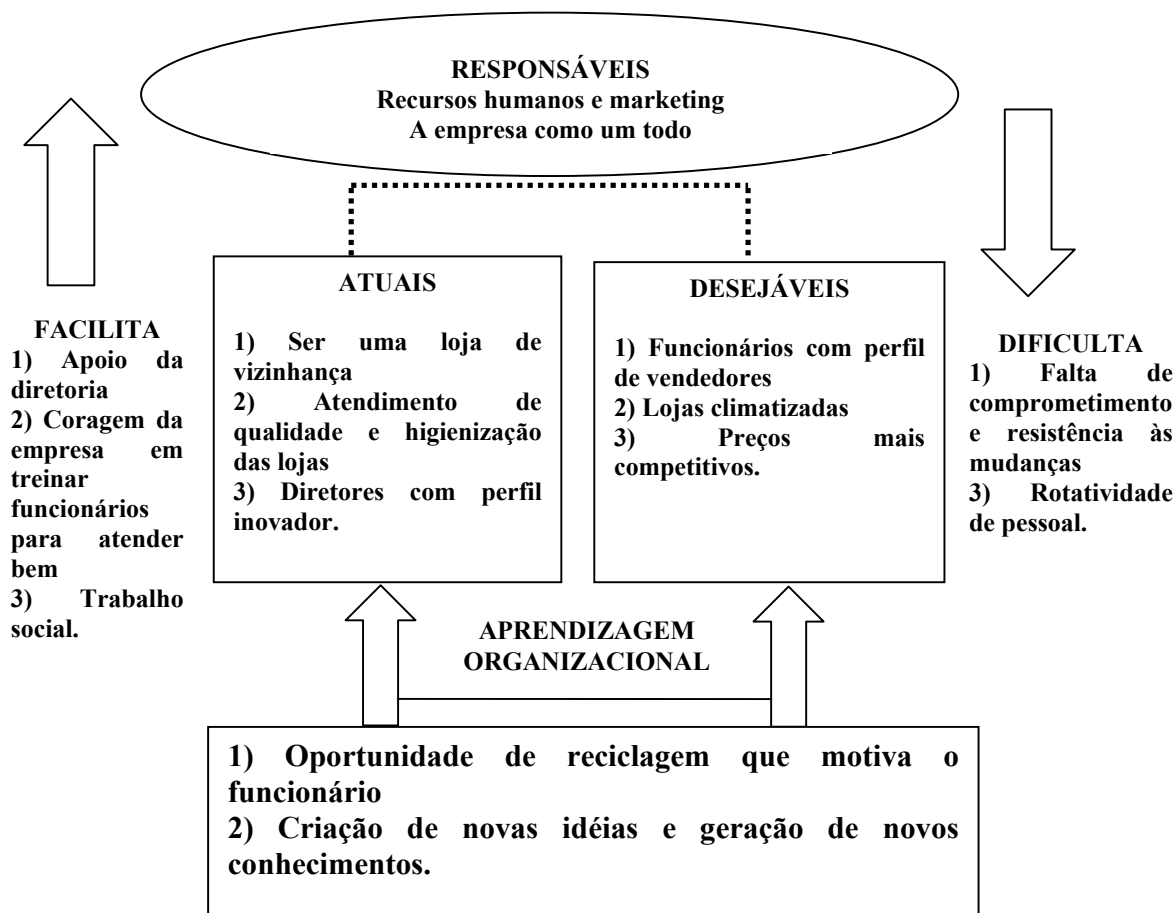 RESPONSÁVEIS
Recursos humanos e marketing
A empresa como um todo
FACILITA
1) Apoio da
diretoria
2) Coragem da
empresa em
treinar
funcionários
para atender
bem
3) Trabalho
social.
ATUAIS
1) Ser uma loja de
vizinhança
2) Atendimento de
qualidade e higienização
das lojas
3) Diretores com perfil
inovador.
DESEJÁVEIS
1) Funcionários com perfil
de vendedores
2) Lojas climatizadas
3) Preços mais
competitivos.
DIFICULTA
1) Falta de
comprometimento
e resistência às
mudanças
3) Rotatividade
de pessoal.
APRENDIZAGEM
ORGANIZACIONAL
1) Oportunidade de reciclagem que motiva o
funcionário
2) Criação de novas idéias e geração de novos
conhecimentos.